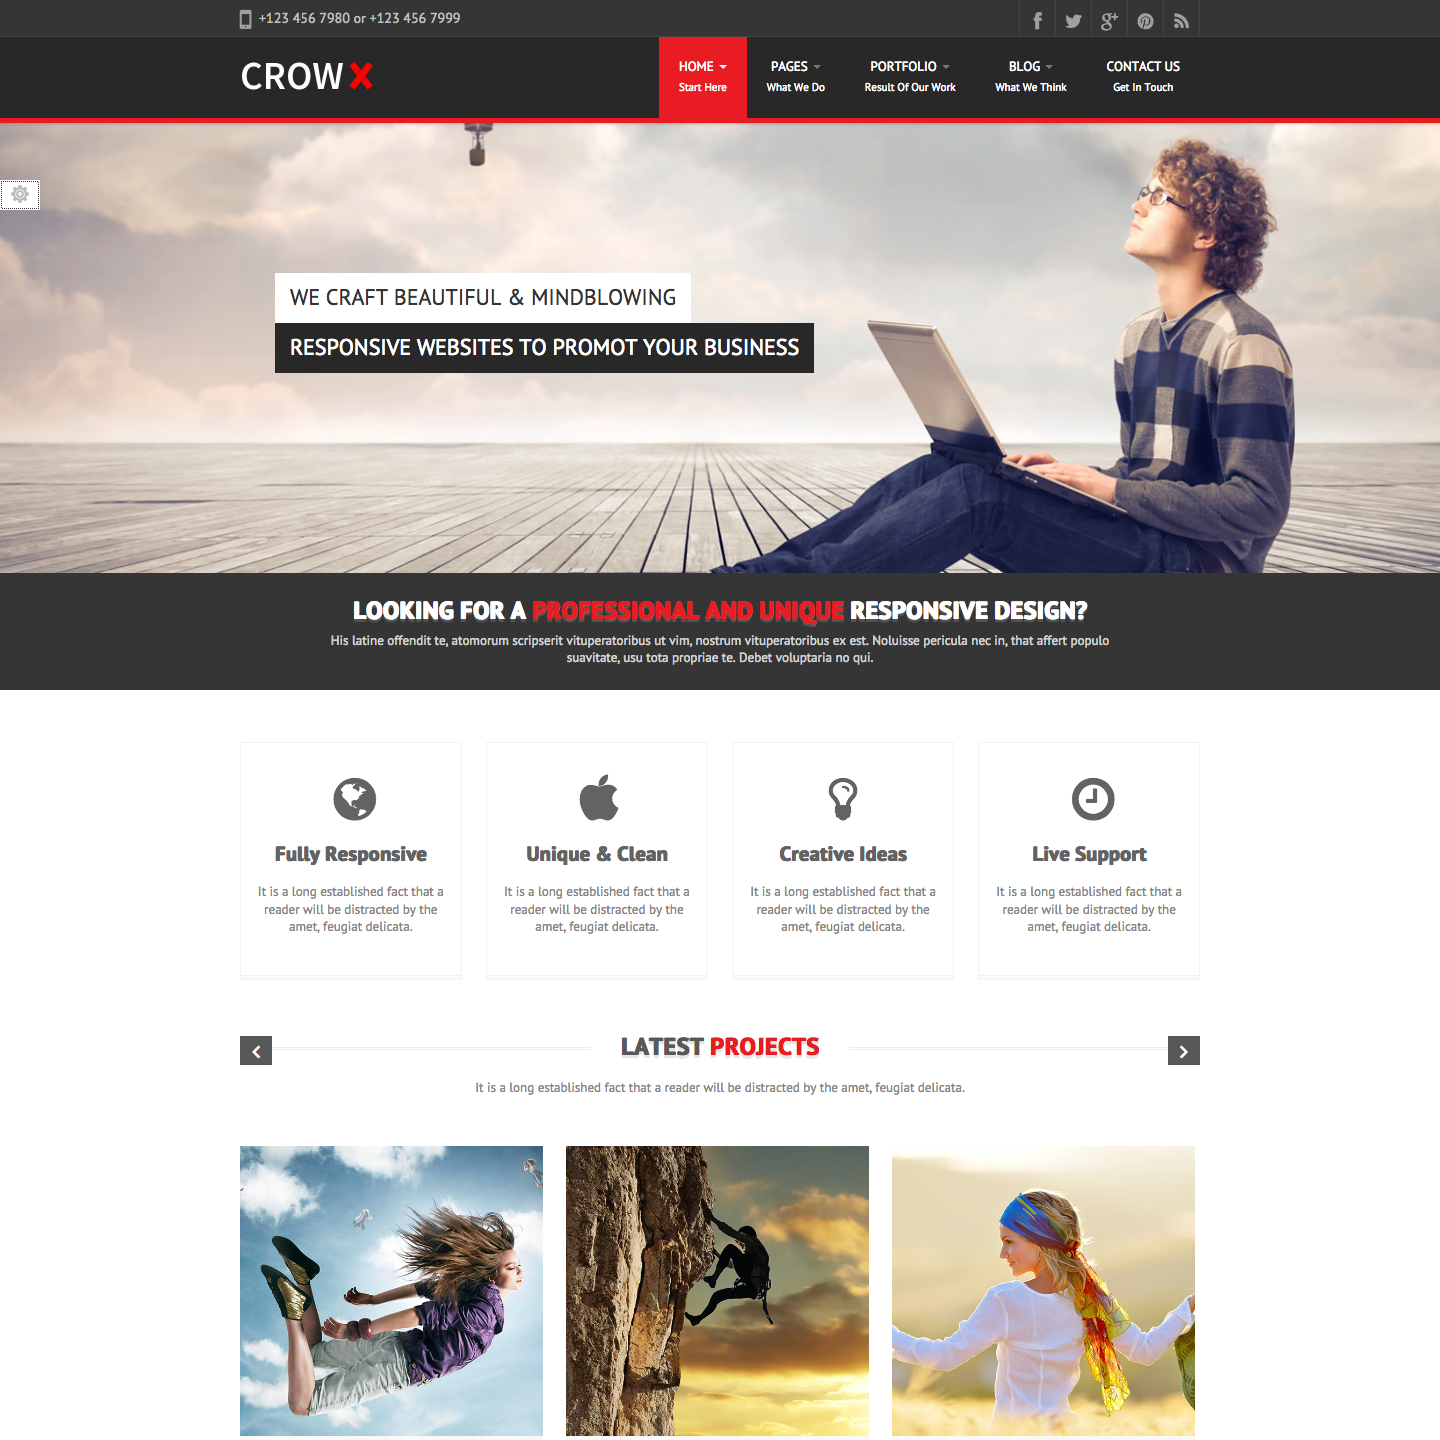 +123 456 7980 or +123 456 7999
CROW X
HOME
Start Here
PAGES
What We Do
PORTFOLIO
Result Of Our Work
BLOG
What We Think
CONTACT US
Get In Touch
WE CRAFT BEAUTIFUL & MINDBLOWING
RESPONSIVE WEBSITES TO PROMOT YOUR BUSINESS
LOOKING FOR A PROFESSIONAL AND UNIQUE RESPONSIVE DESIGN?
His latine offendit te, atomorum scripserit vituperatoribus ut vim, nostrum vituperatoribus ex est. Noluisse pericula nec in, that affert populo
suavitate, usu tota propriae te. Debet voluptaria no qui.
Fully Responsive
It is a long established fact that a
reader will be distracted by the
amet, feugiat delicata.
Unique & Clean
It is a long established fact that a
reader will be distracted by the
amet, feugiat delicata.
Creative Ideas
It is a long established fact that a
reader will be distracted by the
amet, feugiat delicata.
Live Support
It is a long established fact that a
reader will be distracted by the
amet, feugiat delicata.
LATEST PROJECTS
It is a long established fact that a reader will be distracted by the amet, feugiat delicata.